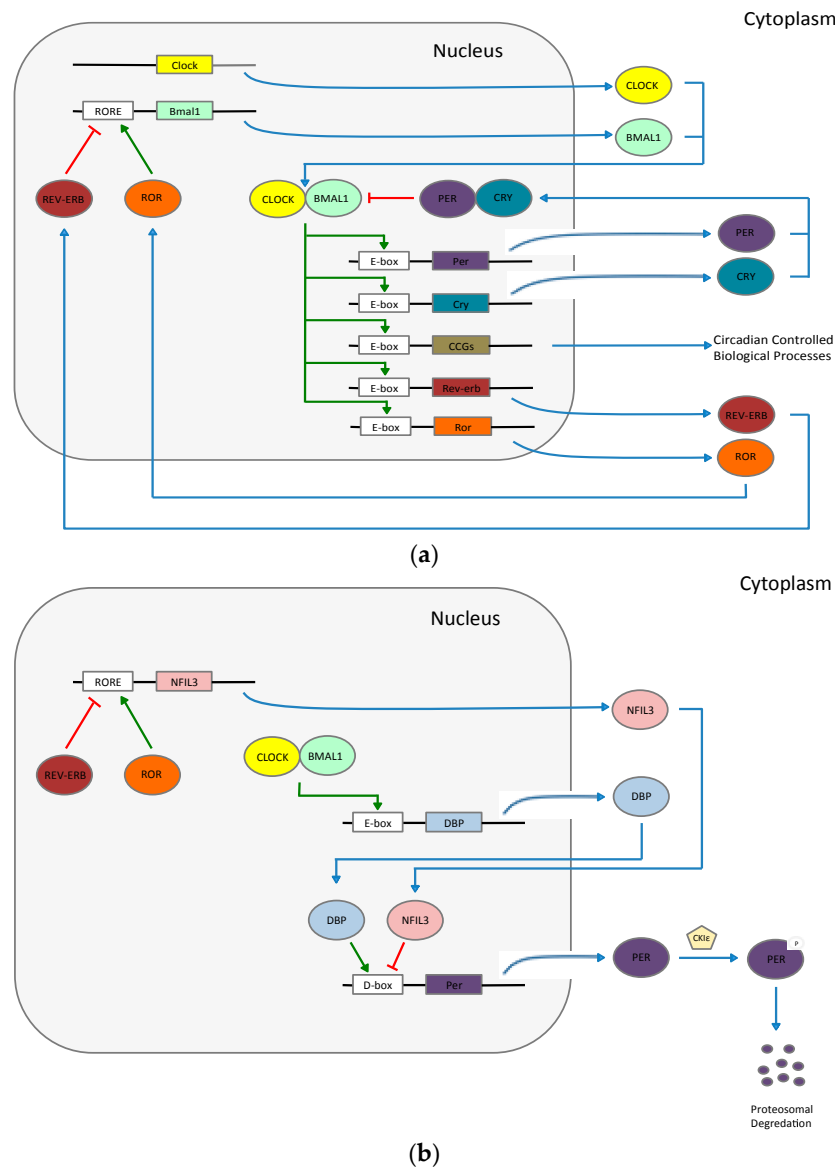 Cytoplasm
Nucleus
Clock
CLOCK
RORE
Bmal1
BMAL1
REV-ERB
ROR
CLOCK
BMAL1
PER
CRY
PER
E-box
Per
CRY
E-box
Cry
E-box
CCGs
Circadian Controlled
Biological Processes
E-box
Rev-erb
REV-ERB
E-box
Ror
ROR
(a)
Cytoplasm
Nucleus
RORE
NFIL3
NFIL3
REV-ERB
ROR
CLOCK
BMAL1
DBP
E-box
DBP
DBP
NFIL3
CKIε
P
PER
PER
D-box
Per
Proteosomal
Degredation
(b)